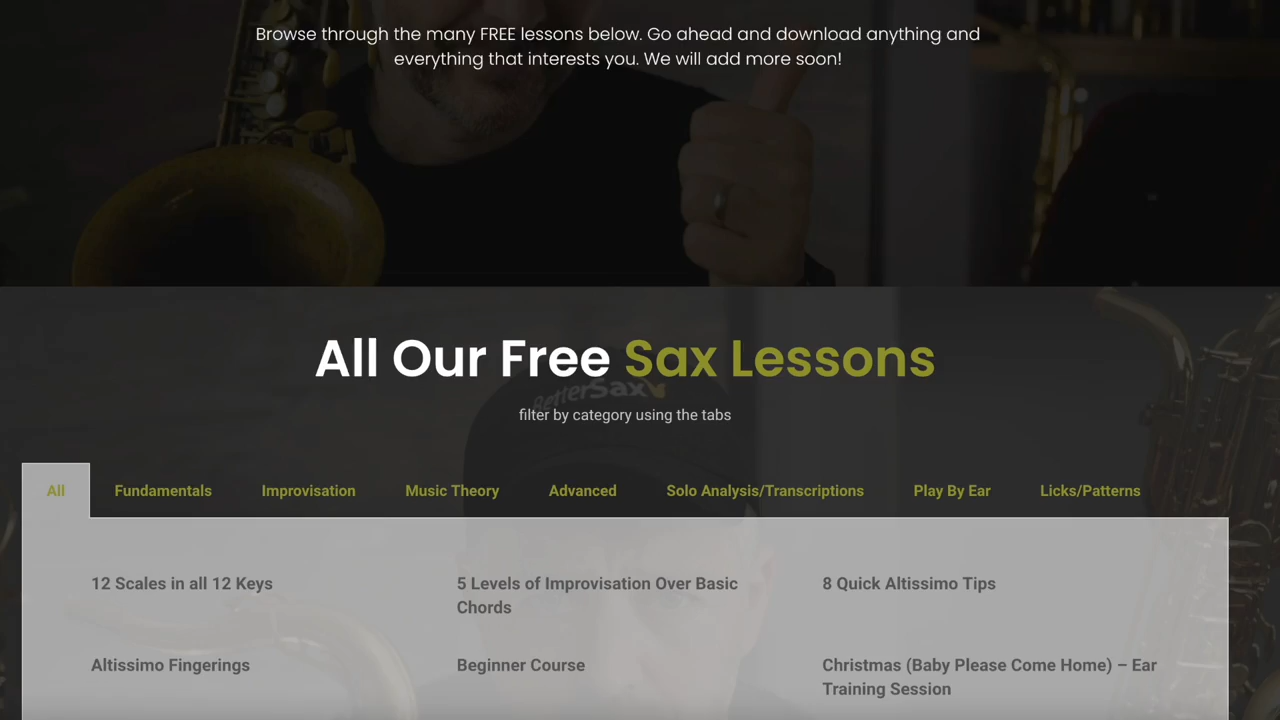 Browse through the many FREE lessons below. Go ahead and download anything and
everything that interests you. We will add more soon!
All Our Free Sax Lessons
BetterSax
filter by category using the tabs
All Fundamentals Improvisation Music Theory Advanced Solo Analysis/Transcriptions Play By Ear Licks/Patterns
12 Scales in all 12 Keys
5 Levels of Improvisation Over Basic
Chords
8 Quick Altissimo Tips
Altissimo Fingerings
Beginner Course
Christmas (Baby Please Come Home) – Ear
Training Session